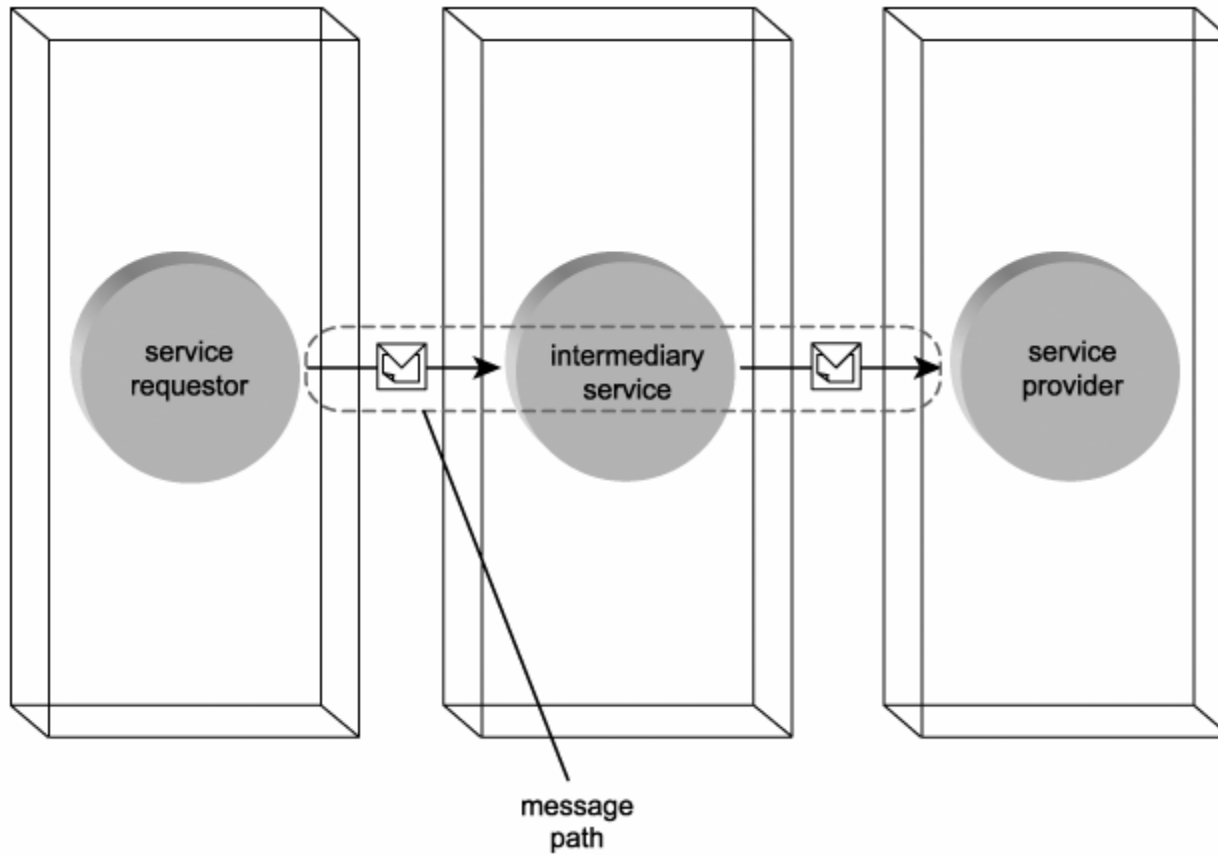 service
requestor
intermediary
service
service
provider
message
path